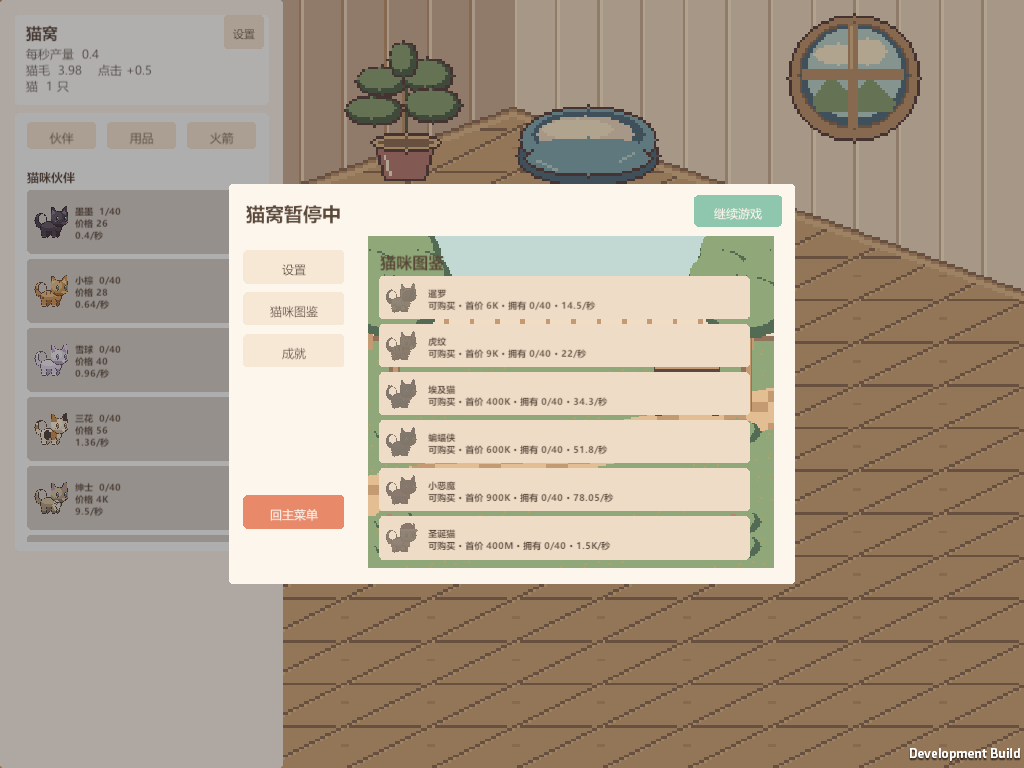 猫窝
设置
每秒产量 0.4
猫毛 3.98 点击 +0.5
猫 1 只
伙伴
用品
火箭
猫咪伙伴
墨墨 1/40
价格 26
0.4/秒
小棕 0/40
价格 28
0.64/秒
雪球 0/40
价格 40
0.96/秒
三花 0/40
价格 56
1.36/秒
绅士 0/40
价格 4K
9.5/秒
猫窝暂停中
继续游戏
设置
猫咪图鉴
成就
回主菜单
猫咪图鉴
暹罗
可购买 • 首价 6K • 拥有 0/40 • 14.5/秒
虎纹
可购买 • 首价 9K • 拥有 0/40 • 22/秒
埃及猫
可购买 • 首价 400K • 拥有 0/40 • 34.3/秒
蝙蝠侠
可购买 • 首价 600K • 拥有 0/40 • 51.8/秒
小恶魔
可购买 • 首价 900K • 拥有 0/40 • 78.05/秒
圣诞猫
可购买 • 首价 400M • 拥有 0/40 • 1.5K/秒
Development Build